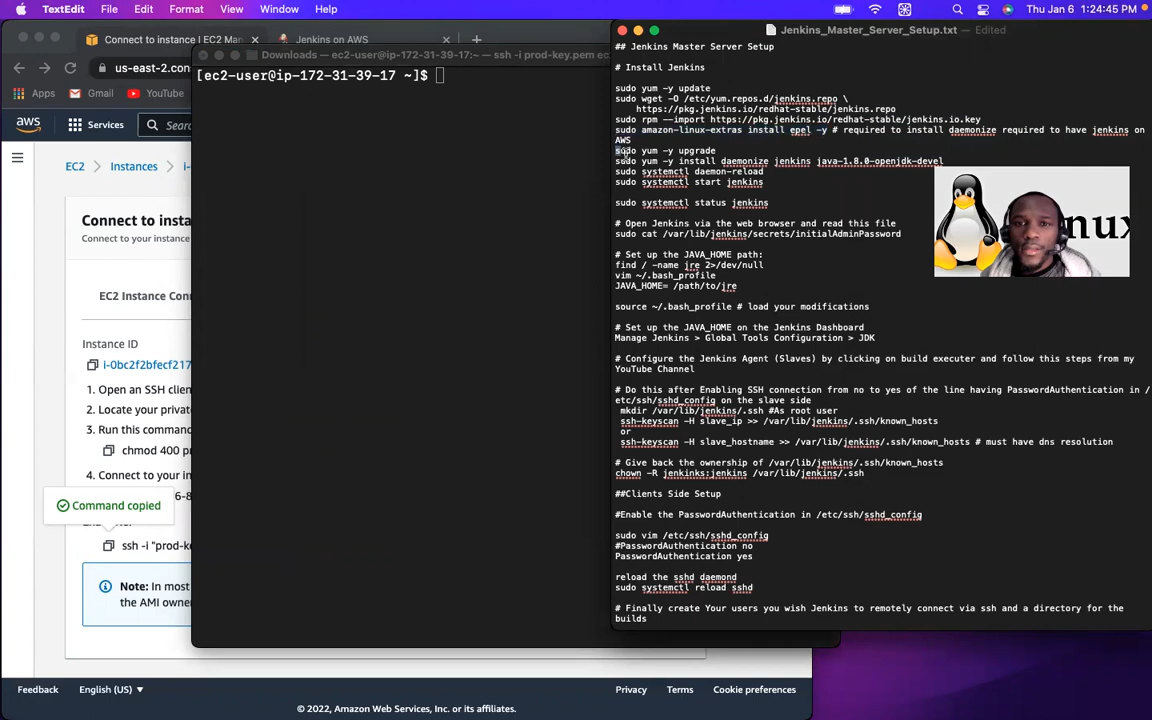 TextEdit File Edit Format View Window Help
Thu Jan 6 1:24:45 PM
Connect to instance | EC2 Man
Jenkins on AWS
us-east-2.con
Apps Gmail YouTube
aws
Services
Searc
EC2 Instances i-
Connect to insta
Connect to your instance
EC2 Instance Conn
Instance ID
i-0bc2f2bfecf217
1. Open an SSH clien
2. Locate your privat
3. Run this comman
chmod 400 pr
4. Connect to your in
6-8
Command copied
ssh -i "prod-ke
Note: In most
the AMI owne
Feedback English (US)
Privacy Terms Cookie preferences
© 2022, Amazon Web Services, Inc. or its affiliates.
Downloads — ec2-user@ip-172-31-39-17:~ — ssh -i prod-key.pem ec
[ec2-user@ip-172-31-39-17 ~]$
Jenkins_Master_Server_Setup.txt — Edited
## Jenkins Master Server Setup
# Install Jenkins
sudo yum -y update
sudo wget -O /etc/yum.repos.d/jenkins.repo \
https://pkg.jenkins.io/redhat-stable/jenkins.repo
sudo rpm --import https://pkg.jenkins.io/redhat-stable/jenkins.io.key
sudo amazon-linux-extras install epel -y # required to install daemonize required to have jenkins on
AWS
sudo yum -y upgrade
sudo yum -y install daemonize jenkins java-1.8.0-openjdk-devel
sudo systemctl daemon-reload
sudo systemctl start jenkins
sudo systemctl status jenkins
# Open Jenkins via the web browser and read this file
sudo cat /var/lib/jenkins/secrets/initialAdminPassword
# Set up the JAVA_HOME path:
find / -name jre 2>/dev/null
vim ~/.bash_profile
JAVA_HOME= /path/to/jre
source ~/.bash_profile # load your modifications
# Set up the JAVA_HOME on the Jenkins Dashboard
Manage Jenkins > Global Tools Configuration > JDK
# Configure the Jenkins Agent (Slaves) by clicking on build executer and follow this steps from my
YouTube Channel
# Do this after Enabling SSH connection from no to yes of the line having PasswordAuthentication in /
etc/ssh/sshd_config on the slave side
mkdir /var/lib/jenkins/.ssh #As root user
ssh-keyscan -H slave_ip >> /var/lib/jenkins/.ssh/known_hosts
or
ssh-keyscan -H slave_hostname >> /var/lib/jenkins/.ssh/known_hosts # must have dns resolution
# Give back the ownership of /var/lib/jenkins/.ssh/known_hosts
chown -R jenkinks:jenkins /var/lib/jenkins/.ssh
##Clients Side Setup
#Enable the PasswordAuthentication in /etc/ssh/sshd_config
sudo vim /etc/ssh/sshd_config
#PasswordAuthentication no
PasswordAuthentication yes
reload the sshd daemond
sudo systemctl reload sshd
# Finally create Your users you wish Jenkins to remotely connect via ssh and a directory for the
builds